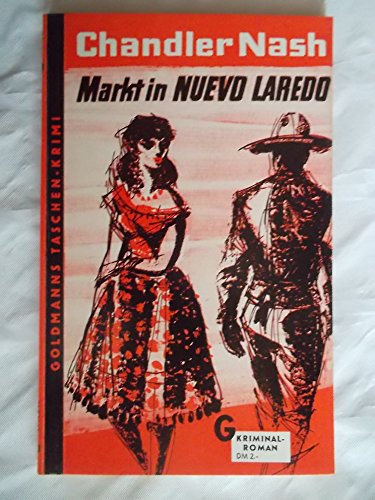 Chandler Nash
Markt in NUEVO LAREDO
GOLDMANNS TASCHEN-KRIMI
G
KRIMINAL-
ROMAN
DM 2.-